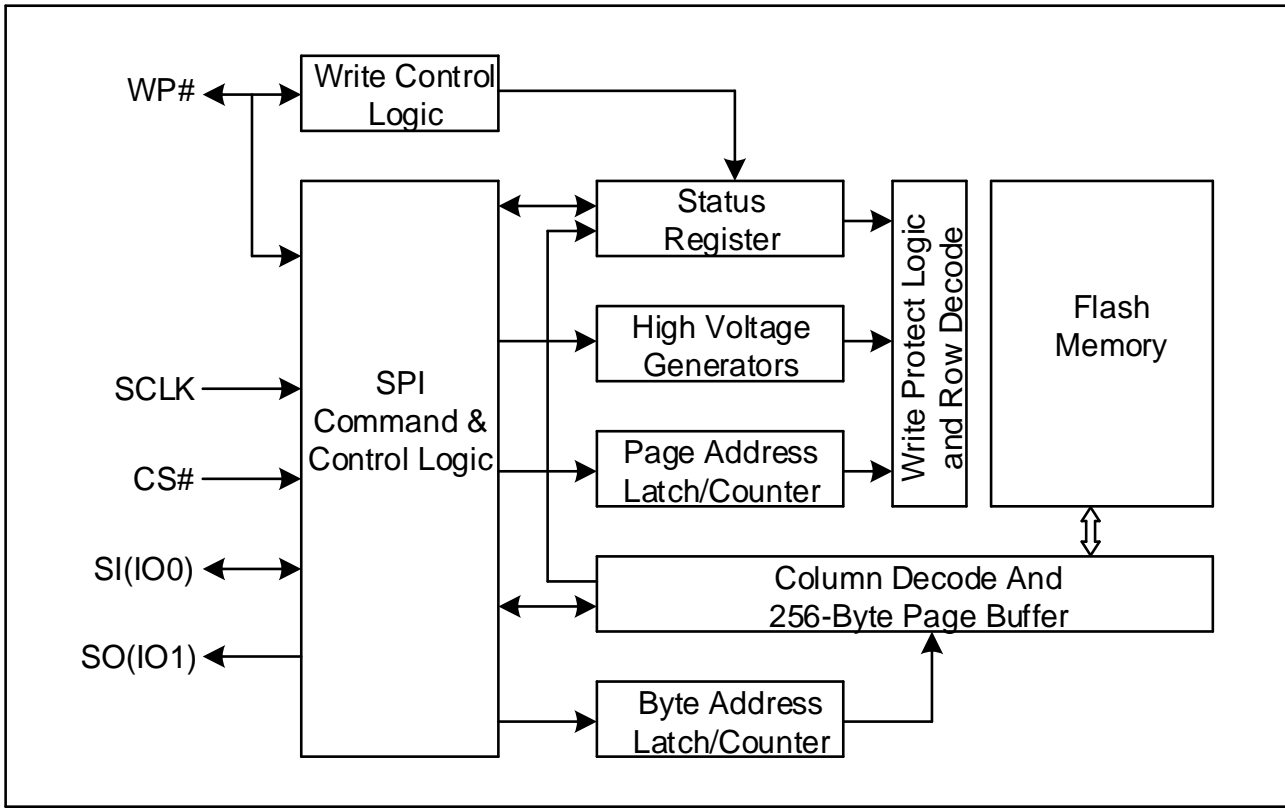 WP#
Write Control
Logic
Status
Register
Write Protect Logic
and Row Decode
Flash
Memory
High Voltage
Generators
SCLK
SPI
Command &
Control Logic
CS#
Page Address
Latch/Counter
SI(IO0)
Column Decode And
256-Byte Page Buffer
SO(IO1)
Byte Address
Latch/Counter